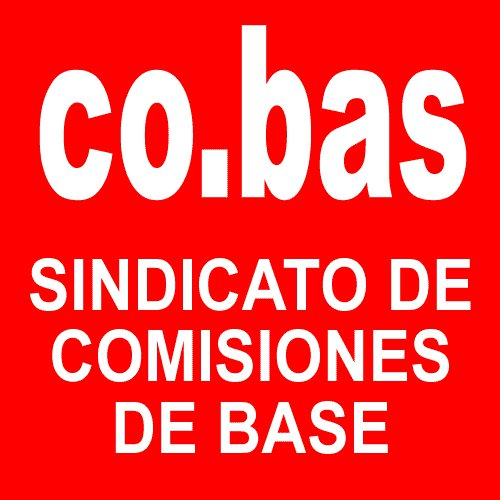 co.bas
SINDICATO DE
COMISIONES
DE BASE